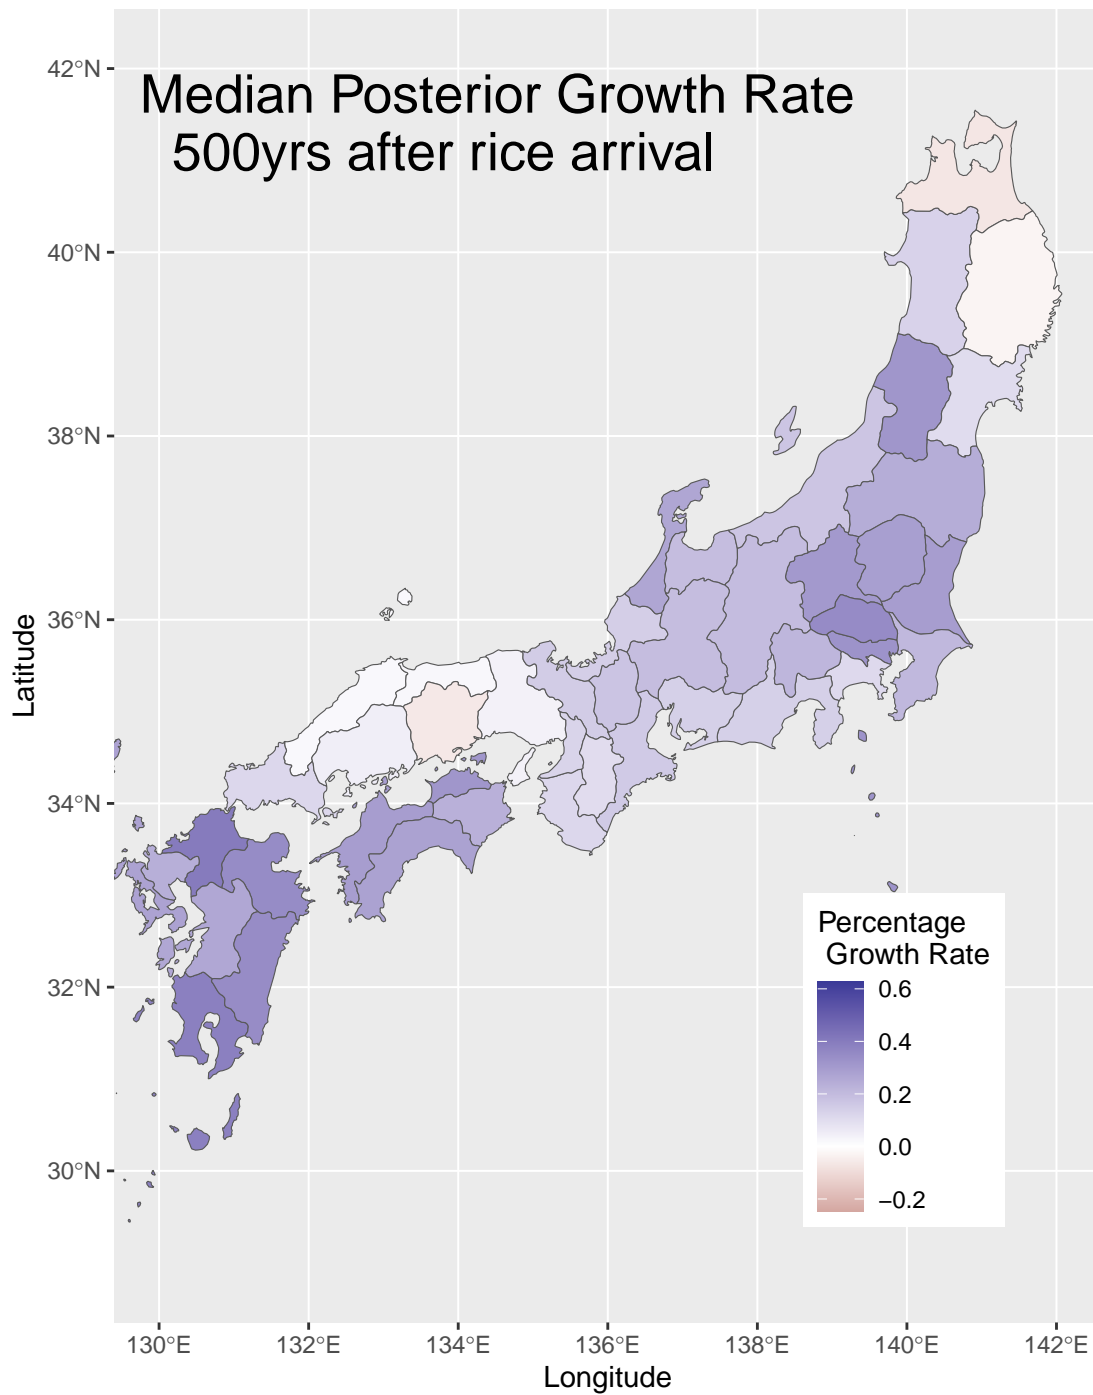 Median Posterior Growth Rate
500yrs after rice arrival
42°N
40°N
38°N
36°N
34°N
32°N
30°N
Latitude
Percentage
Growth Rate
0.6
0.4
0.2
0.0
−0.2
130°E 132°E 134°E 136°E 138°E 140°E 142°E
Longitude